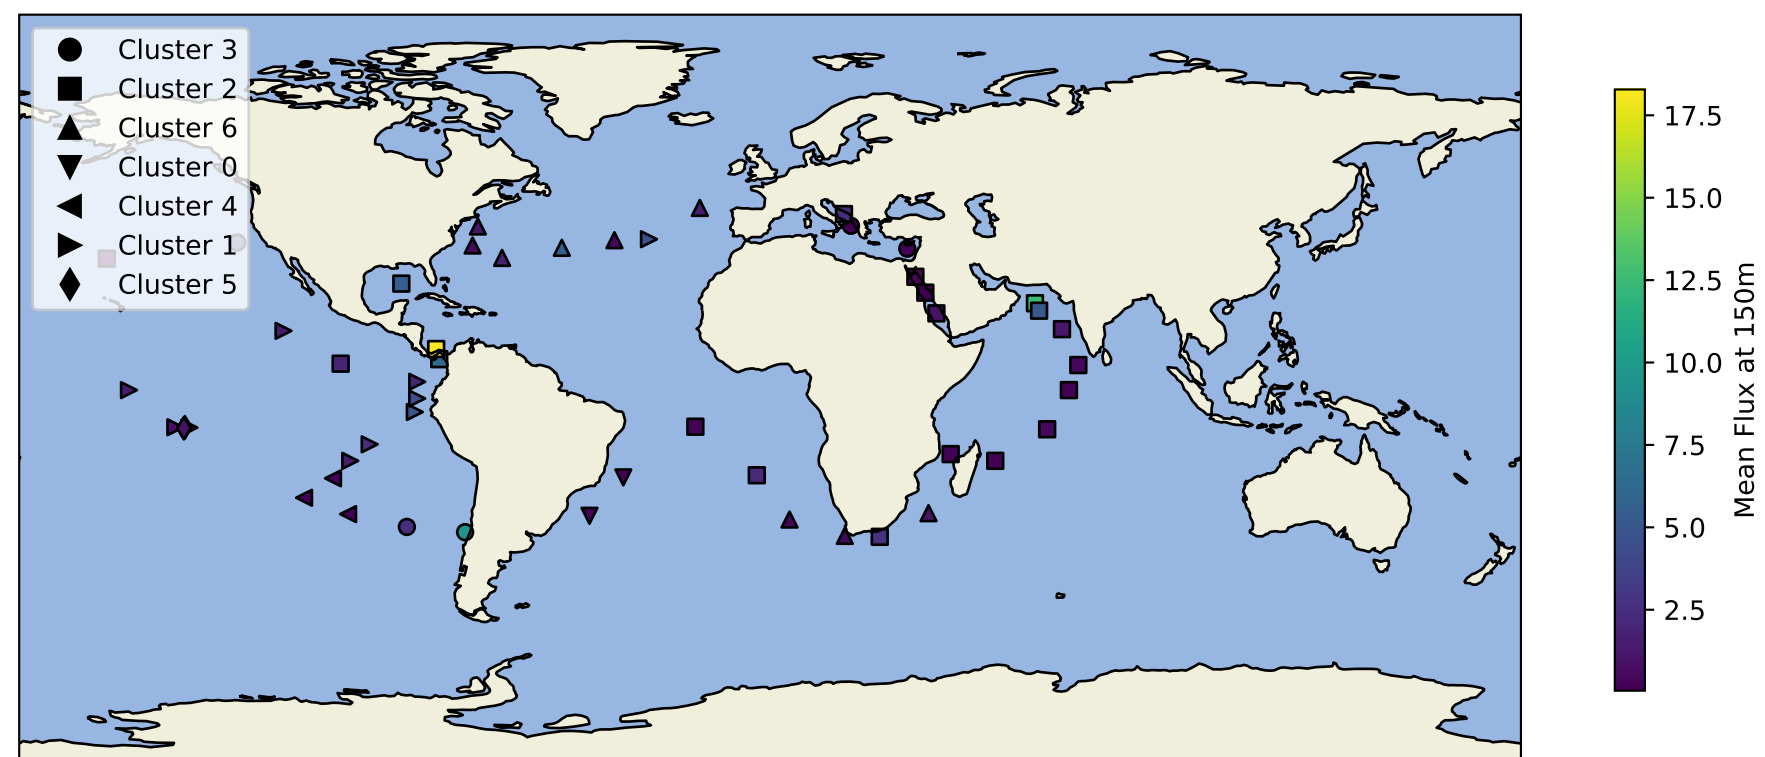 Cluster 3
Cluster 2
Cluster 6
Cluster 0
Cluster 4
Cluster 1
Cluster 5
17.5
15.0
12.5
10.0
7.5
5.0
2.5
Mean Flux at 150m